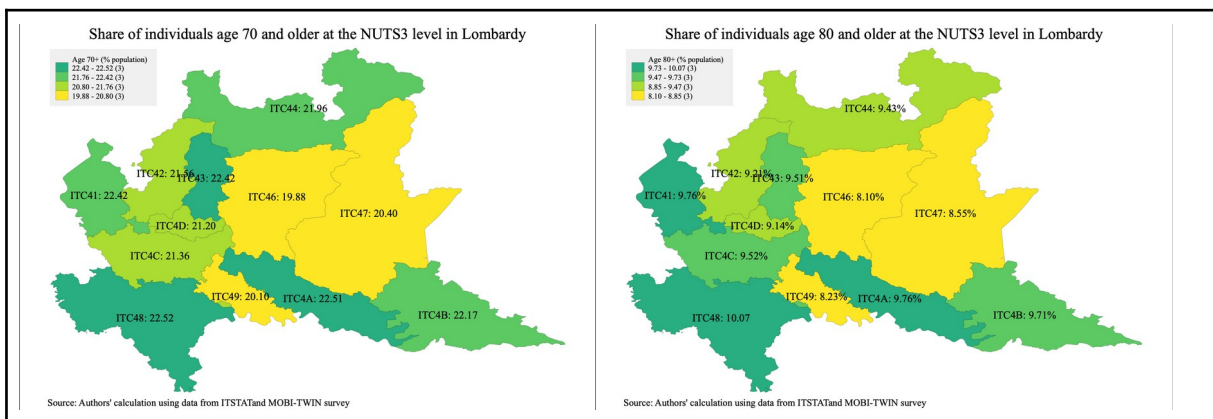 Share of individuals age 70 and older at the NUTS3 level in Lombardy
Age 70+ (% population)
22.42 - 22.52 (3)
21.76 - 22.42 (3)
20.80 - 21.76 (3)
19.88 - 20.80 (3)
ITC44: 21.96
ITC42: 21.56
ITC43: 22.42
ITC41: 22.42
ITC46: 19.88
ITC47: 20.40
ITC4D: 21.20
ITC4C: 21.36
ITC49: 20.10
ITC4A: 22.51
ITC4B: 22.17
ITC48: 22.52
Source: Authors' calculation using data from ITSTATand MOBI-TWIN survey
Share of individuals age 80 and older at the NUTS3 level in Lombardy
Age 80+ (% population)
9.73 - 10.07 (3)
9.47 - 9.73 (3)
8.85 - 9.47 (3)
8.10 - 8.85 (3)
ITC44: 9.43%
ITC42: 9.21%
ITC43: 9.51%
ITC41: 9.76%
ITC46: 8.10%
ITC47: 8.55%
ITC4D: 9.14%
ITC4C: 9.52%
ITC49: 8.23%
ITC4A: 9.76%
ITC4B: 9.71%
ITC48: 10.07
Source: Authors' calculation using data from ITSTATand MOBI-TWIN survey